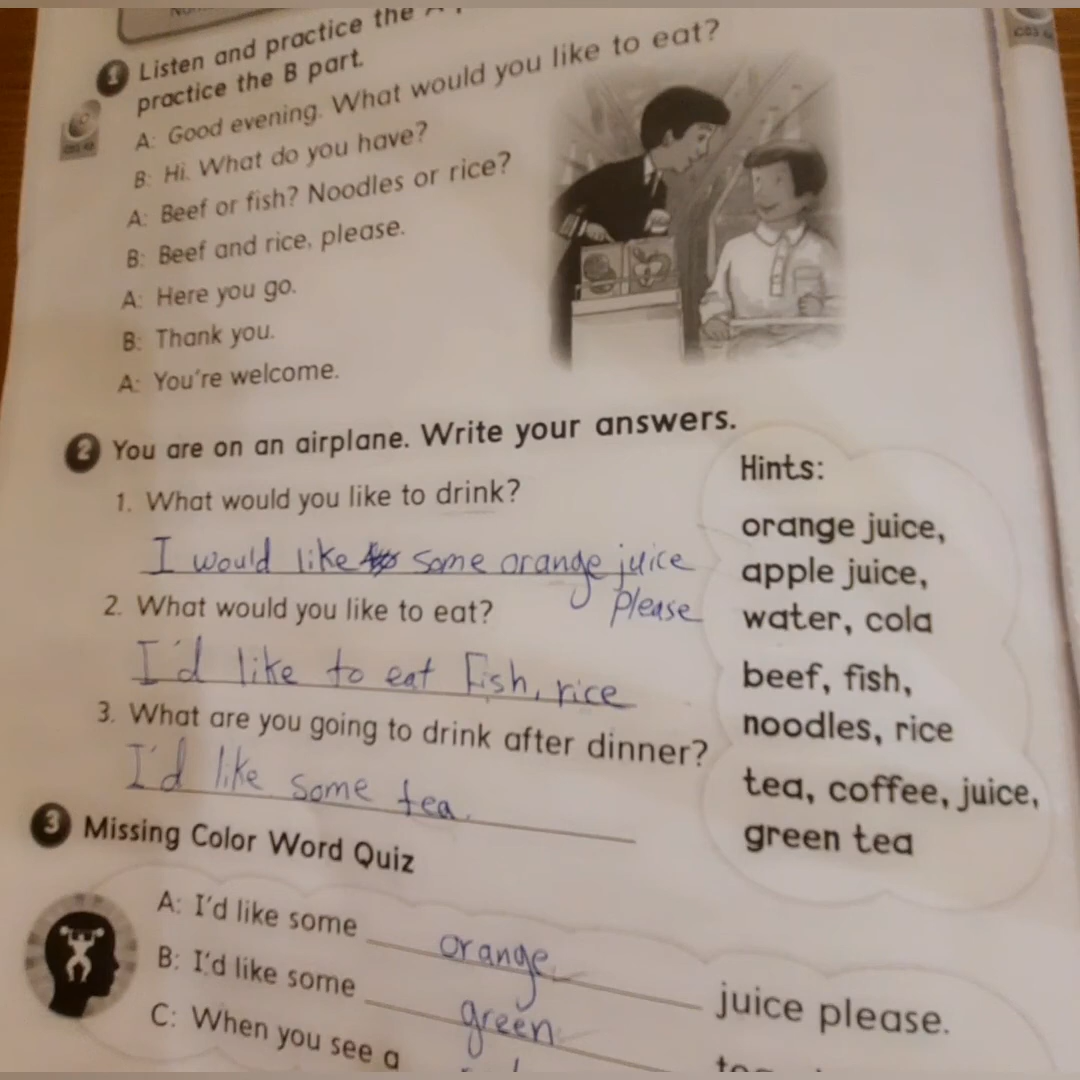 Listen and practice the
practice the B part.
A: Good evening. What would you like to eat?
B: Hi. What do you have?
A: Beef or fish? Noodles or rice?
B: Beef and rice, please.
A: Here you go.
B: Thank you.
A: You're welcome.
2 You are on an airplane. Write your answers.
1. What would you like to drink?
I would like some orange juice
Please
2. What would you like to eat?
I'd like to eat Fish, rice
3. What are you going to drink after dinner?
I'd like some tea.
Hints:
orange juice,
apple juice,
water, cola
beef, fish,
noodles, rice
tea, coffee, juice,
green tea
3 Missing Color Word Quiz
A: I'd like some orange juice please.
B: I'd like some green
C: When you see a